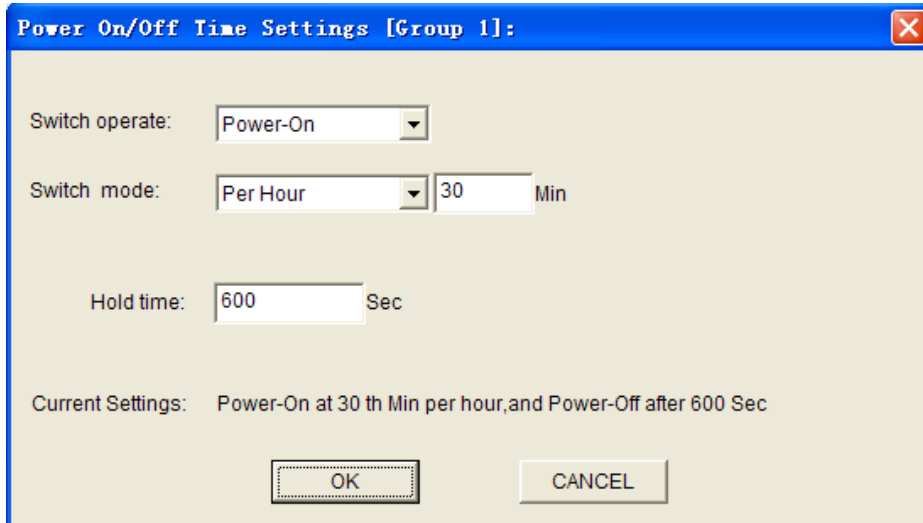 Power On/Off Time Settings [Group 1]:
Switch operate: Power-On
Switch mode: Per Hour 30 Min
Hold time: 600 Sec
Current Settings: Power-On at 30 th Min per hour,and Power-Off after 600 Sec
OK CANCEL